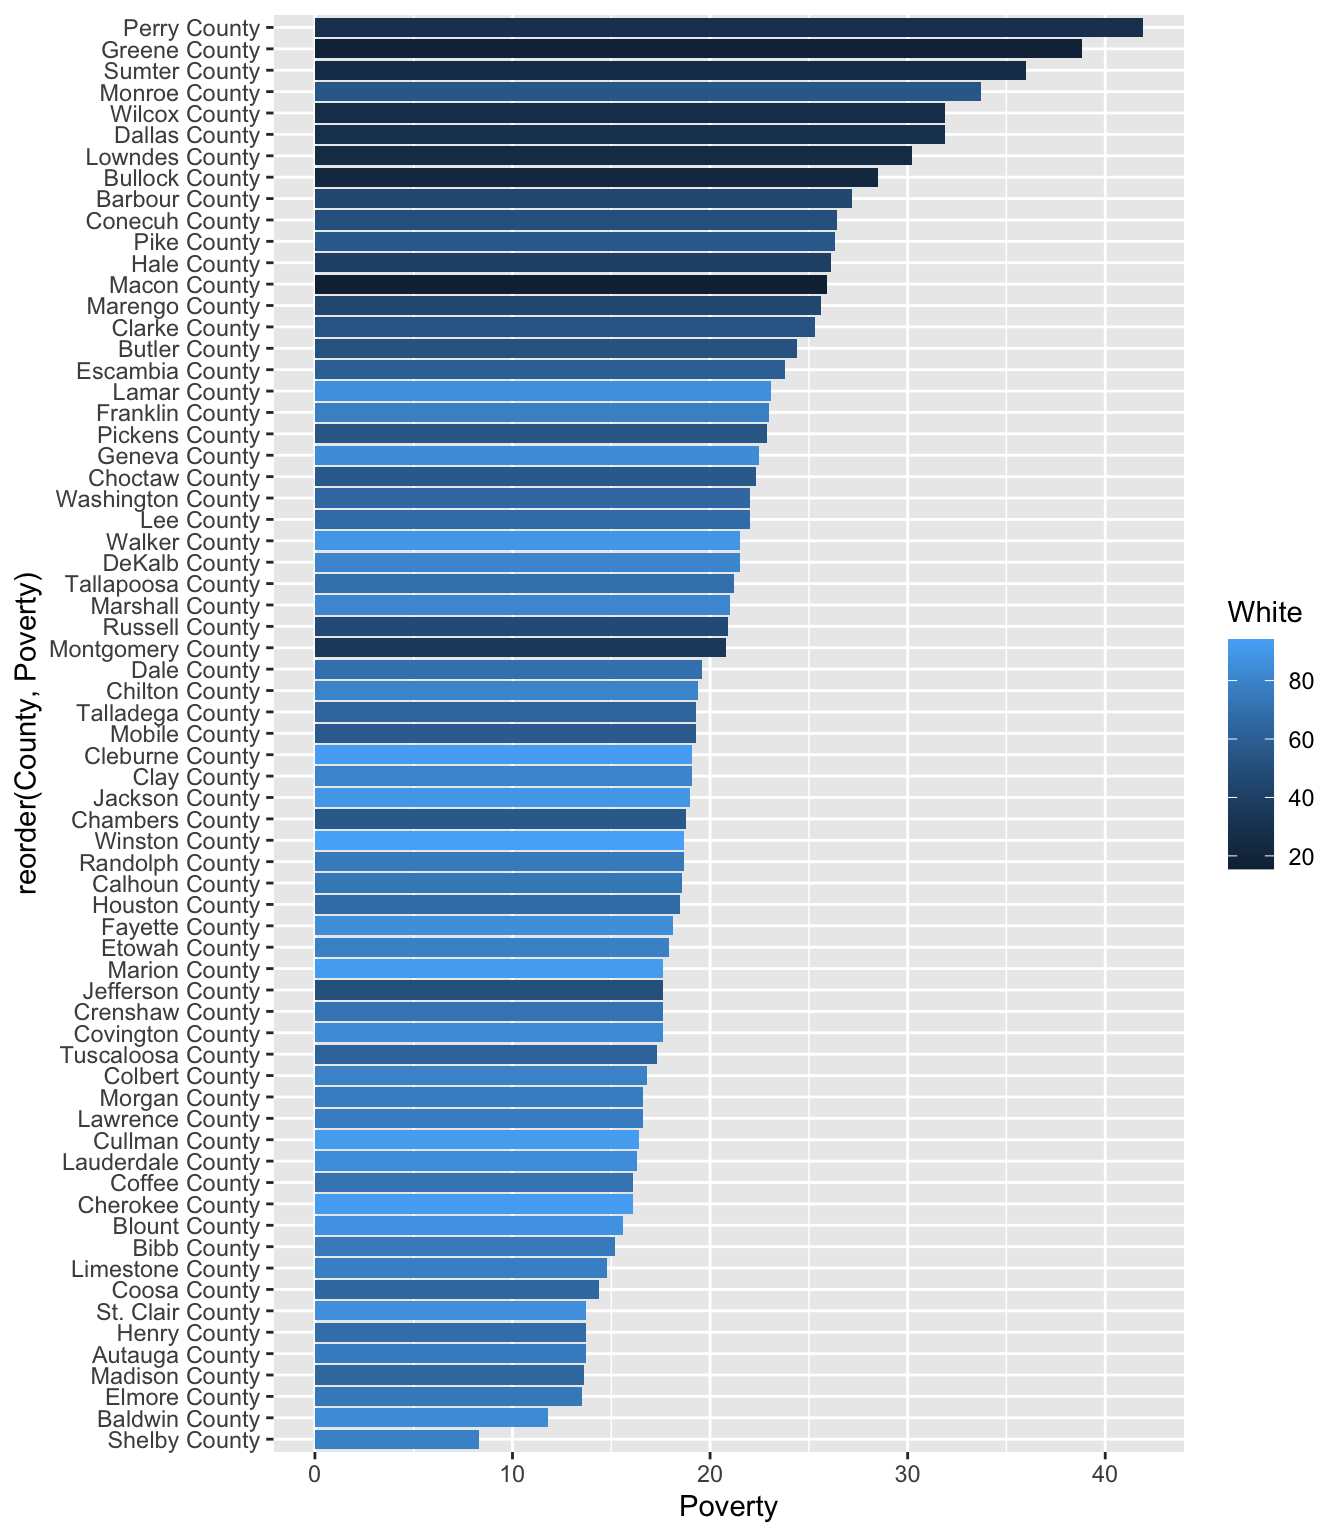 Perry County
Greene County
Sumter County
Monroe County
Wilcox County
Dallas County
Lowndes County
Bullock County
Barbour County
Conecuh County
Pike County
Hale County
Macon County
Marengo County
Clarke County
Butler County
Escambia County
Lamar County
Franklin County
Pickens County
Geneva County
Choctaw County
Washington County
Lee County
Walker County
DeKalb County
Tallapoosa County
Marshall County
Russell County
Montgomery County
Dale County
Chilton County
Talladega County
Mobile County
Cleburne County
Clay County
Jackson County
Chambers County
Winston County
Randolph County
Calhoun County
Houston County
Fayette County
Etowah County
Marion County
Jefferson County
Crenshaw County
Covington County
Tuscaloosa County
Colbert County
Morgan County
Lawrence County
Cullman County
Lauderdale County
Coffee County
Cherokee County
Blount County
Bibb County
Limestone County
Coosa County
St. Clair County
Henry County
Autauga County
Madison County
Elmore County
Baldwin County
Shelby County
reorder(County, Poverty)
0 10 20 30 40
Poverty
White
80
60
40
20